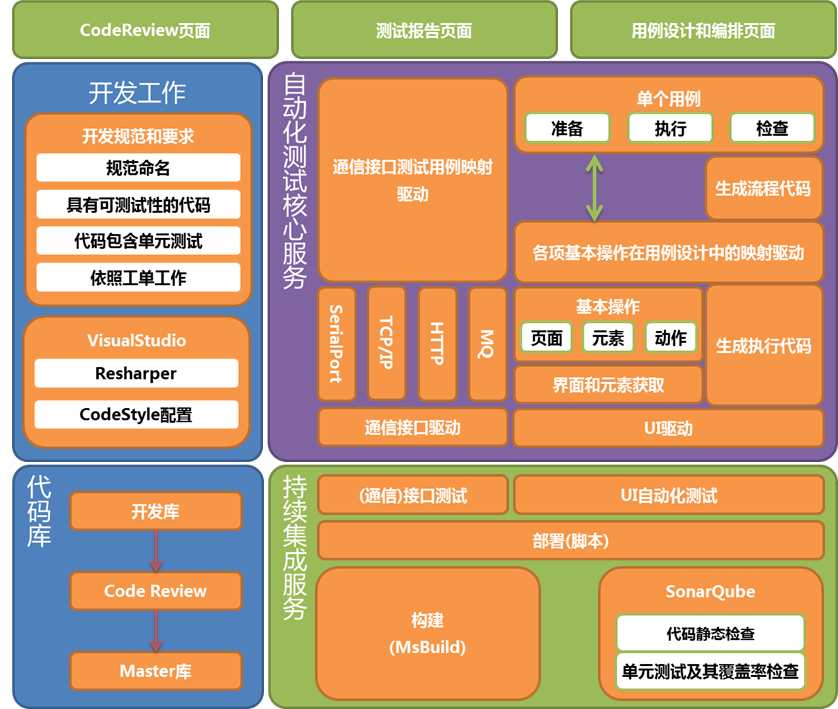 CodeReview页面
测试报告页面
用例设计和编排页面
开发工作
开发规范和要求
规范命名
具有可测试性的代码
代码包含单元测试
依照工单工作
VisualStudio
Resharper
CodeStyle配置
自动化测试核心服务
通信接口测试用例映射
驱动
单个用例
准备
执行
检查
生成流程代码
各项基本操作在用例设计中的映射驱动
SerialPort
TCP/IP
HTTP
MQ
基本操作
页面
元素
动作
生成执行代码
界面和元素获取
通信接口驱动
UI驱动
代码库
开发库
Code Review
Master库
持续集成服务
(通信)接口测试
UI自动化测试
部署(脚本)
构建
(MsBuild)
SonarQube
代码静态检查
单元测试及其覆盖率检查